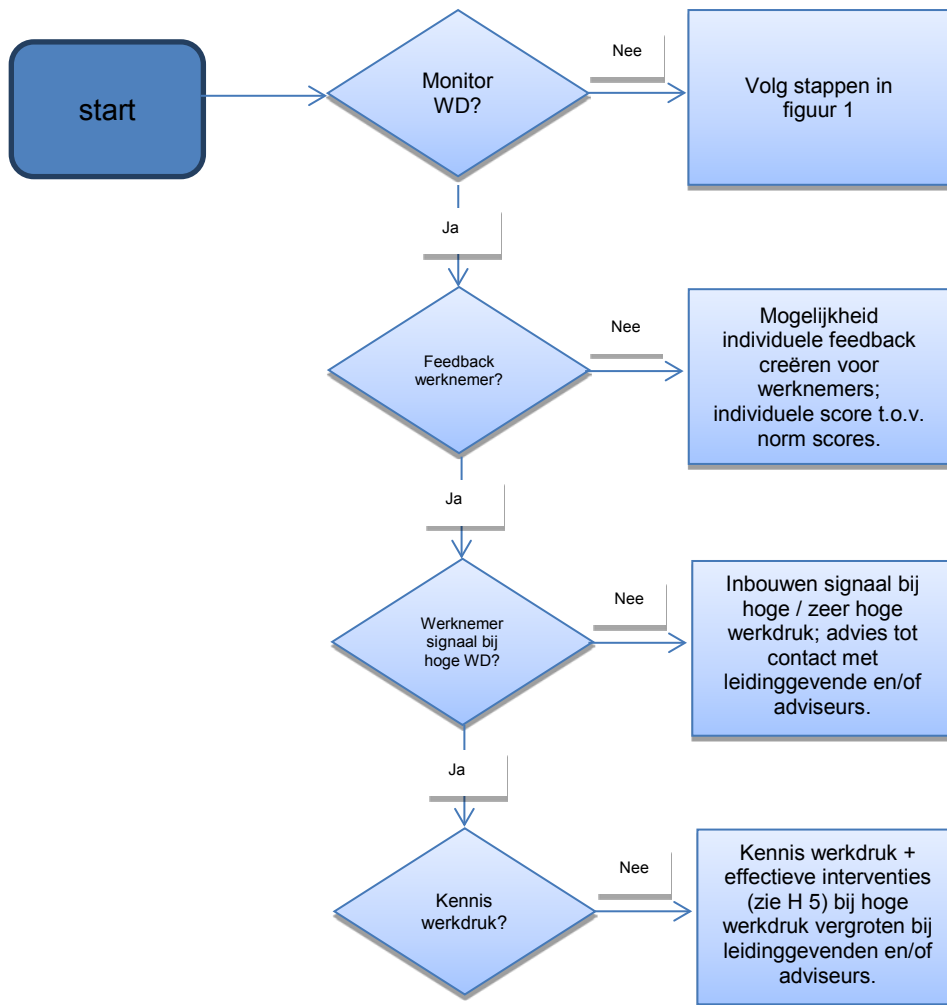 start
Monitor
WD?
Nee
Volg stappen in
figuur 1
Ja
Feedback
werknemer?
Nee
Mogelijkheid
individuele feedback
creëren voor
werknemers;
individuele score t.o.v.
norm scores.
Ja
Werknemer
signaal bij
hoge WD?
Nee
Inbouwen signaal bij
hoge / zeer hoge
werkdruk; advies tot
contact met
leidinggevende en/of
adviseurs.
Ja
Kennis
werkdruk?
Nee
Kennis werkdruk +
effectieve interventies
(zie H 5) bij hoge
werkdruk vergroten bij
leidinggevenden en/of
adviseurs.